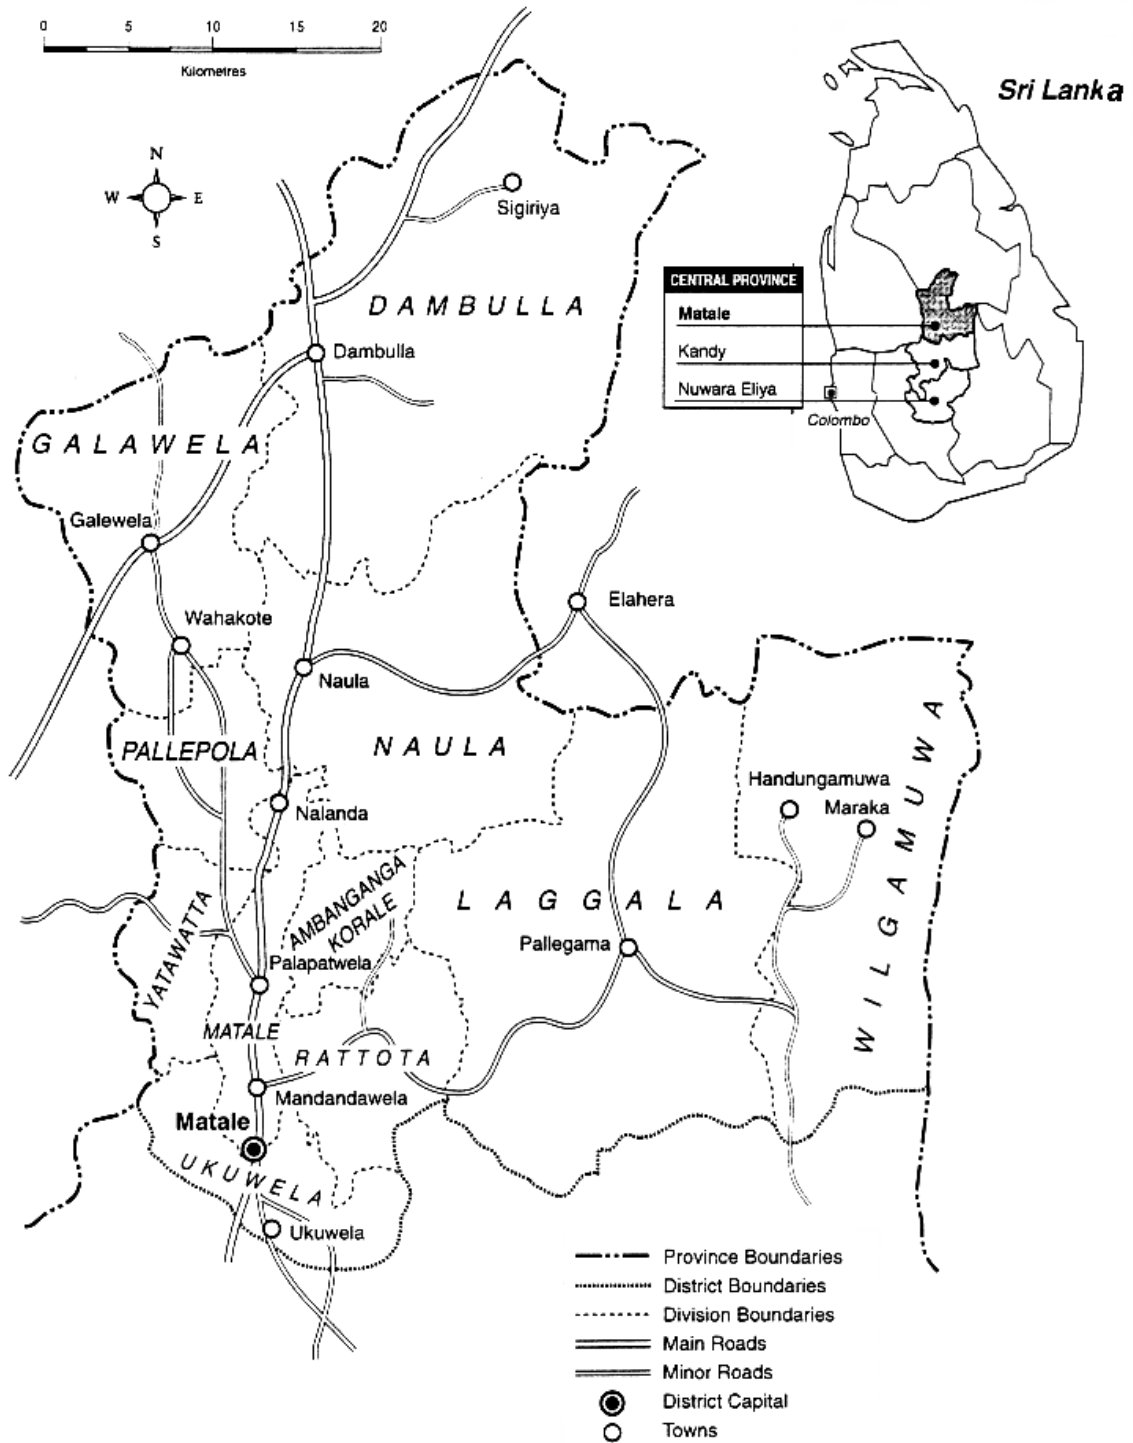 0 5 10 15 20
Kilometres
Sri Lanka
N
W E
S
Sigiriya
CENTRAL PROVINCE
Matale
Kandy
Nuwara Eliya
Colombo
DAMBULLA
Dambulla
GALAWELA
Galewela
Elahera
Wahakote
Naula
PALLEPOLA
NAULA
WILGAMUWA
Handungamuwa
Maraka
Nalanda
AMBANGANGA
KORALE
LAGGALA
YATAWATTA
Pallegama
Palapatwela
MATALE
RATTOTA
Mandandawela
Matale
UKUWELA
Ukuwela
Province Boundaries
District Boundaries
Division Boundaries
Main Roads
Minor Roads
District Capital
Towns